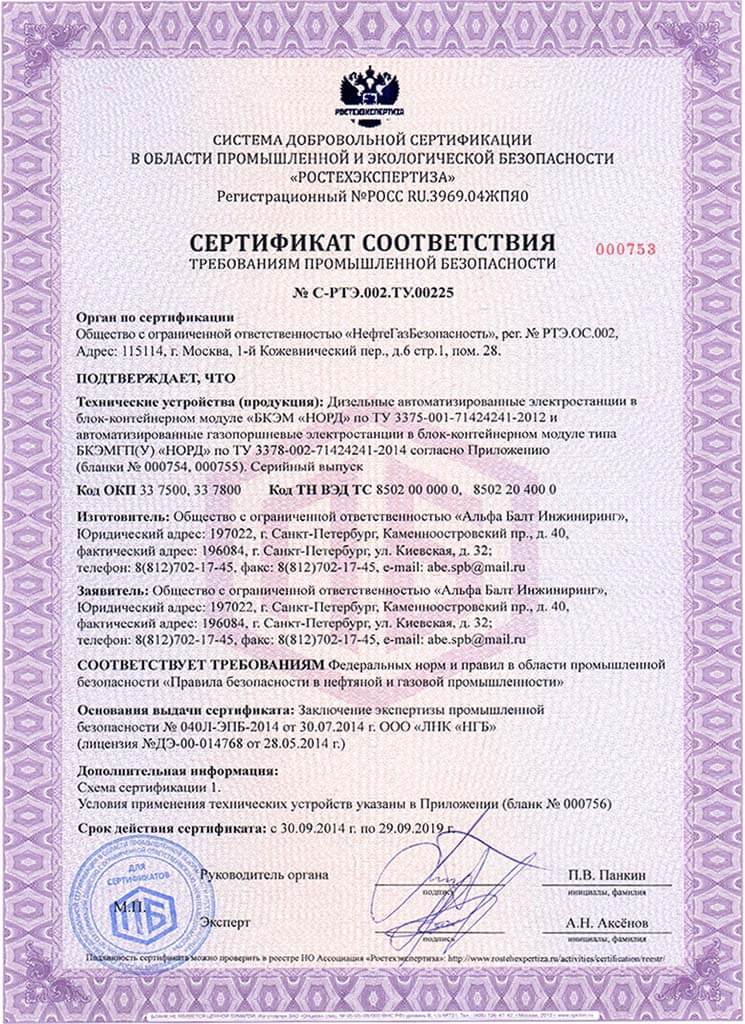 РОСТЕХЭКСПЕРТИЗА
СИСТЕМА ДОБРОВОЛЬНОЙ СЕРТИФИКАЦИИ
В ОБЛАСТИ ПРОМЫШЛЕННОЙ И ЭКОЛОГИЧЕСКОЙ БЕЗОПАСНОСТИ
«РОСТЕХЭКСПЕРТИЗА»
Регистрационный №РОСС RU.3969.04ЖПЯ0
СЕРТИФИКАТ СООТВЕТСТВИЯ
000753
ТРЕБОВАНИЯМ ПРОМЫШЛЕННОЙ БЕЗОПАСНОСТИ
№ С-РТЭ.002.ТУ.00225
Орган по сертификации
Общество с ограниченной ответственностью «НефтеГазБезопасность», рег. № РТЭ.ОС.002,
Адрес: 115114, г. Москва, 1-й Кожевнический пер., д.6 стр.1, пом. 28.
ПОДТВЕРЖДАЕТ, ЧТО
Технические устройства (продукция): Дизельные автоматизированные электростанции в
блок-контейнерном модуле «БКЭМ «НОРД» по ТУ 3375-001-71424241-2012 и
автоматизированные газопоршневые электростанции в блок-контейнерном модуле типа
БКЭМГП(У) «НОРД» по ТУ 3378-002-71424241-2014 согласно Приложению
(бланки № 000754, 000755). Серийный выпуск
Код ОКП 33 7500, 33 7800 Код ТН ВЭД ТС 8502 00 000 0, 8502 20 400 0
Изготовитель: Общество с ограниченной ответственностью «Альфа Балт Инжиниринг»,
Юридический адрес: 197022, г. Санкт-Петербург, Каменноостровский пр., д. 40,
фактический адрес: 196084, г. Санкт-Петербург, ул. Киевская, д. 32;
телефон: 8(812)702-17-45, факс: 8(812)702-17-45, e-mail: abe.spb@mail.ru
Заявитель: Общество с ограниченной ответственностью «Альфа Балт Инжиниринг»,
Юридический адрес: 197022, г. Санкт-Петербург, Каменноостровский пр., д. 40,
фактический адрес: 196084, г. Санкт-Петербург, ул. Киевская, д. 32;
телефон: 8(812)702-17-45, факс: 8(812)702-17-45, e-mail: abe.spb@mail.ru
СООТВЕТСТВУЕТ ТРЕБОВАНИЯМ Федеральных норм и правил в области промышленной
безопасности «Правила безопасности в нефтяной и газовой промышленности»
Основания выдачи сертификата: Заключение экспертизы промышленной
безопасности № 040Л-ЭПБ-2014 от 30.07.2014 г. ООО «ЛНК «НГБ»
(лицензия №ДЭ-00-014768 от 28.05.2014 г.)
Дополнительная информация:
Схема сертификации 1.
Условия применения технических устройств указаны в Приложении (бланк № 000756)
Срок действия сертификата: с 30.09.2014 г. по 29.09.2019 г.
ДЛЯ
СЕРТИФИКАТОВ
М.П.
ПБ
Руководитель органа
подпись
П.В. Панкин
инициалы, фамилия
Эксперт
подпись
А.Н. Аксёнов
инициалы, фамилия
Подлинность сертификата можно проверить в реестре НО Ассоциация «Ростехэкспертиза»: http://www.rostehexpertiza.ru/activities/certification/reestr/